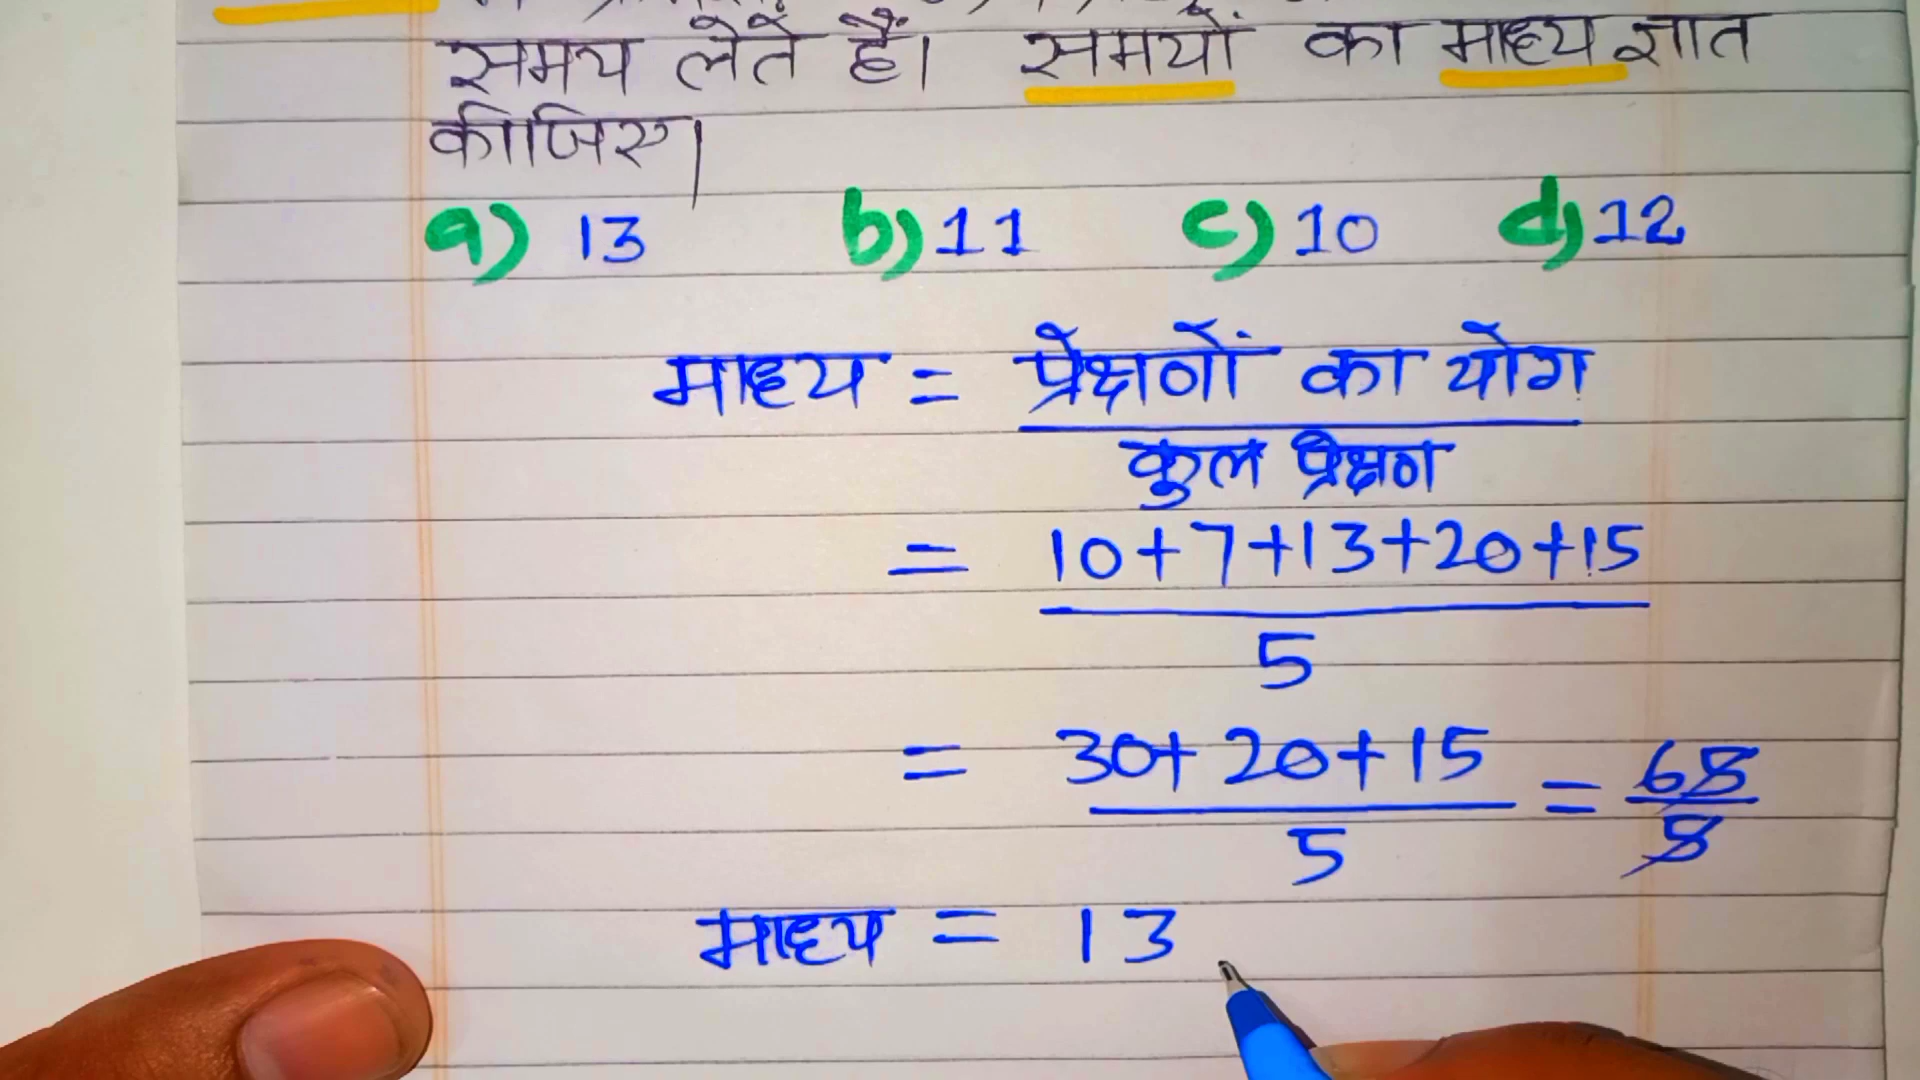 समय लेते हैं। समयों का माध्य ज्ञात
कीजिए।
a) 13 b) 11 c) 10 d) 12
माध्य = प्रेक्षणों का योग
कुल प्रेक्षण
= 10+7+13+20+15
5
= 30+20+15 = 65
5 5
माध्य = 13